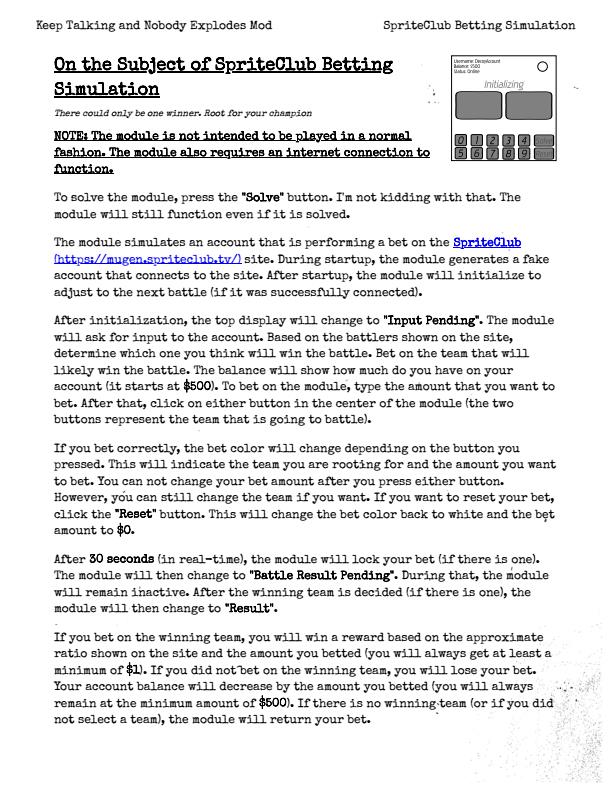 Keep Talking and Nobody Explodes Mod SpriteClub Betting Simulation
On the Subject of SpriteClub Betting
Simulation
There could only be one winner. Root for your champion
NOTE: The module is not intended to be played in a normal
fashion. The module also requires an internet connection to
function.
Balance: $500
Status: Online
Initializing
0 1 2 3 4 Solve
5 6 7 8 9 Reset
To solve the module, press the "Solve" button. I'm not kidding with that. The
module will still function even if it is solved.
The module simulates an account that is performing a bet on the SpriteClub
(https://mugen.spriteclub.tv/) site. During startup, the module generates a fake
account that connects to the site. After startup, the module will initialize to
adjust to the next battle (if it was successfully connected).
After initialization, the top display will change to "Input Pending". The module
will ask for input to the account. Based on the battlers shown on the site,
determine which one you think will win the battle. Bet on the team that will
likely win the battle. The balance will show how much do you have on your
account (it starts at $500). To bet on the module, type the amount that you want to
bet. After that, click on either button in the center of the module (the two
buttons represent the team that is going to battle).
If you bet correctly, the bet color will change depending on the button you
pressed. This will indicate the team you are rooting for and the amount you want
to bet. You can not change your bet amount after you press either button.
However, you can still change the team if you want. If you want to reset your bet,
click the "Reset" button. This will change the bet color back to white and the bet
amount to $0.
After 30 seconds (in real-time), the module will lock your bet (if there is one).
The module will then change to "Battle Result Pending". During that, the module
will remain inactive. After the winning team is decided (if there is one), the
module will then change to "Result".
If you bet on the winning team, you will win a reward based on the approximate
ratio shown on the site and the amount you betted (you will always get at least a
minimum of $1). If you did not bet on the winning team, you will lose your bet.
Your account balance will decrease by the amount you betted (you will always
remain at the minimum amount of $500). If there is no winning team (or if you did
not select a team), the module will return your bet.